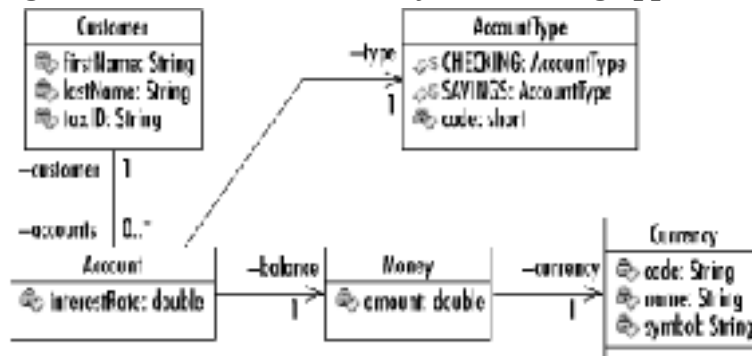 Customer
firstName: String
lastName: String
taxID: String
AccountType
CHECKING: AccountType
SAVINGS: AccountType
code: short
-type
1
-customer 1
-accounts 0..*
Account
interestRate: double
-balance
1
Money
amount: double
-currency
1
Currency
code: String
name: String
symbol: String